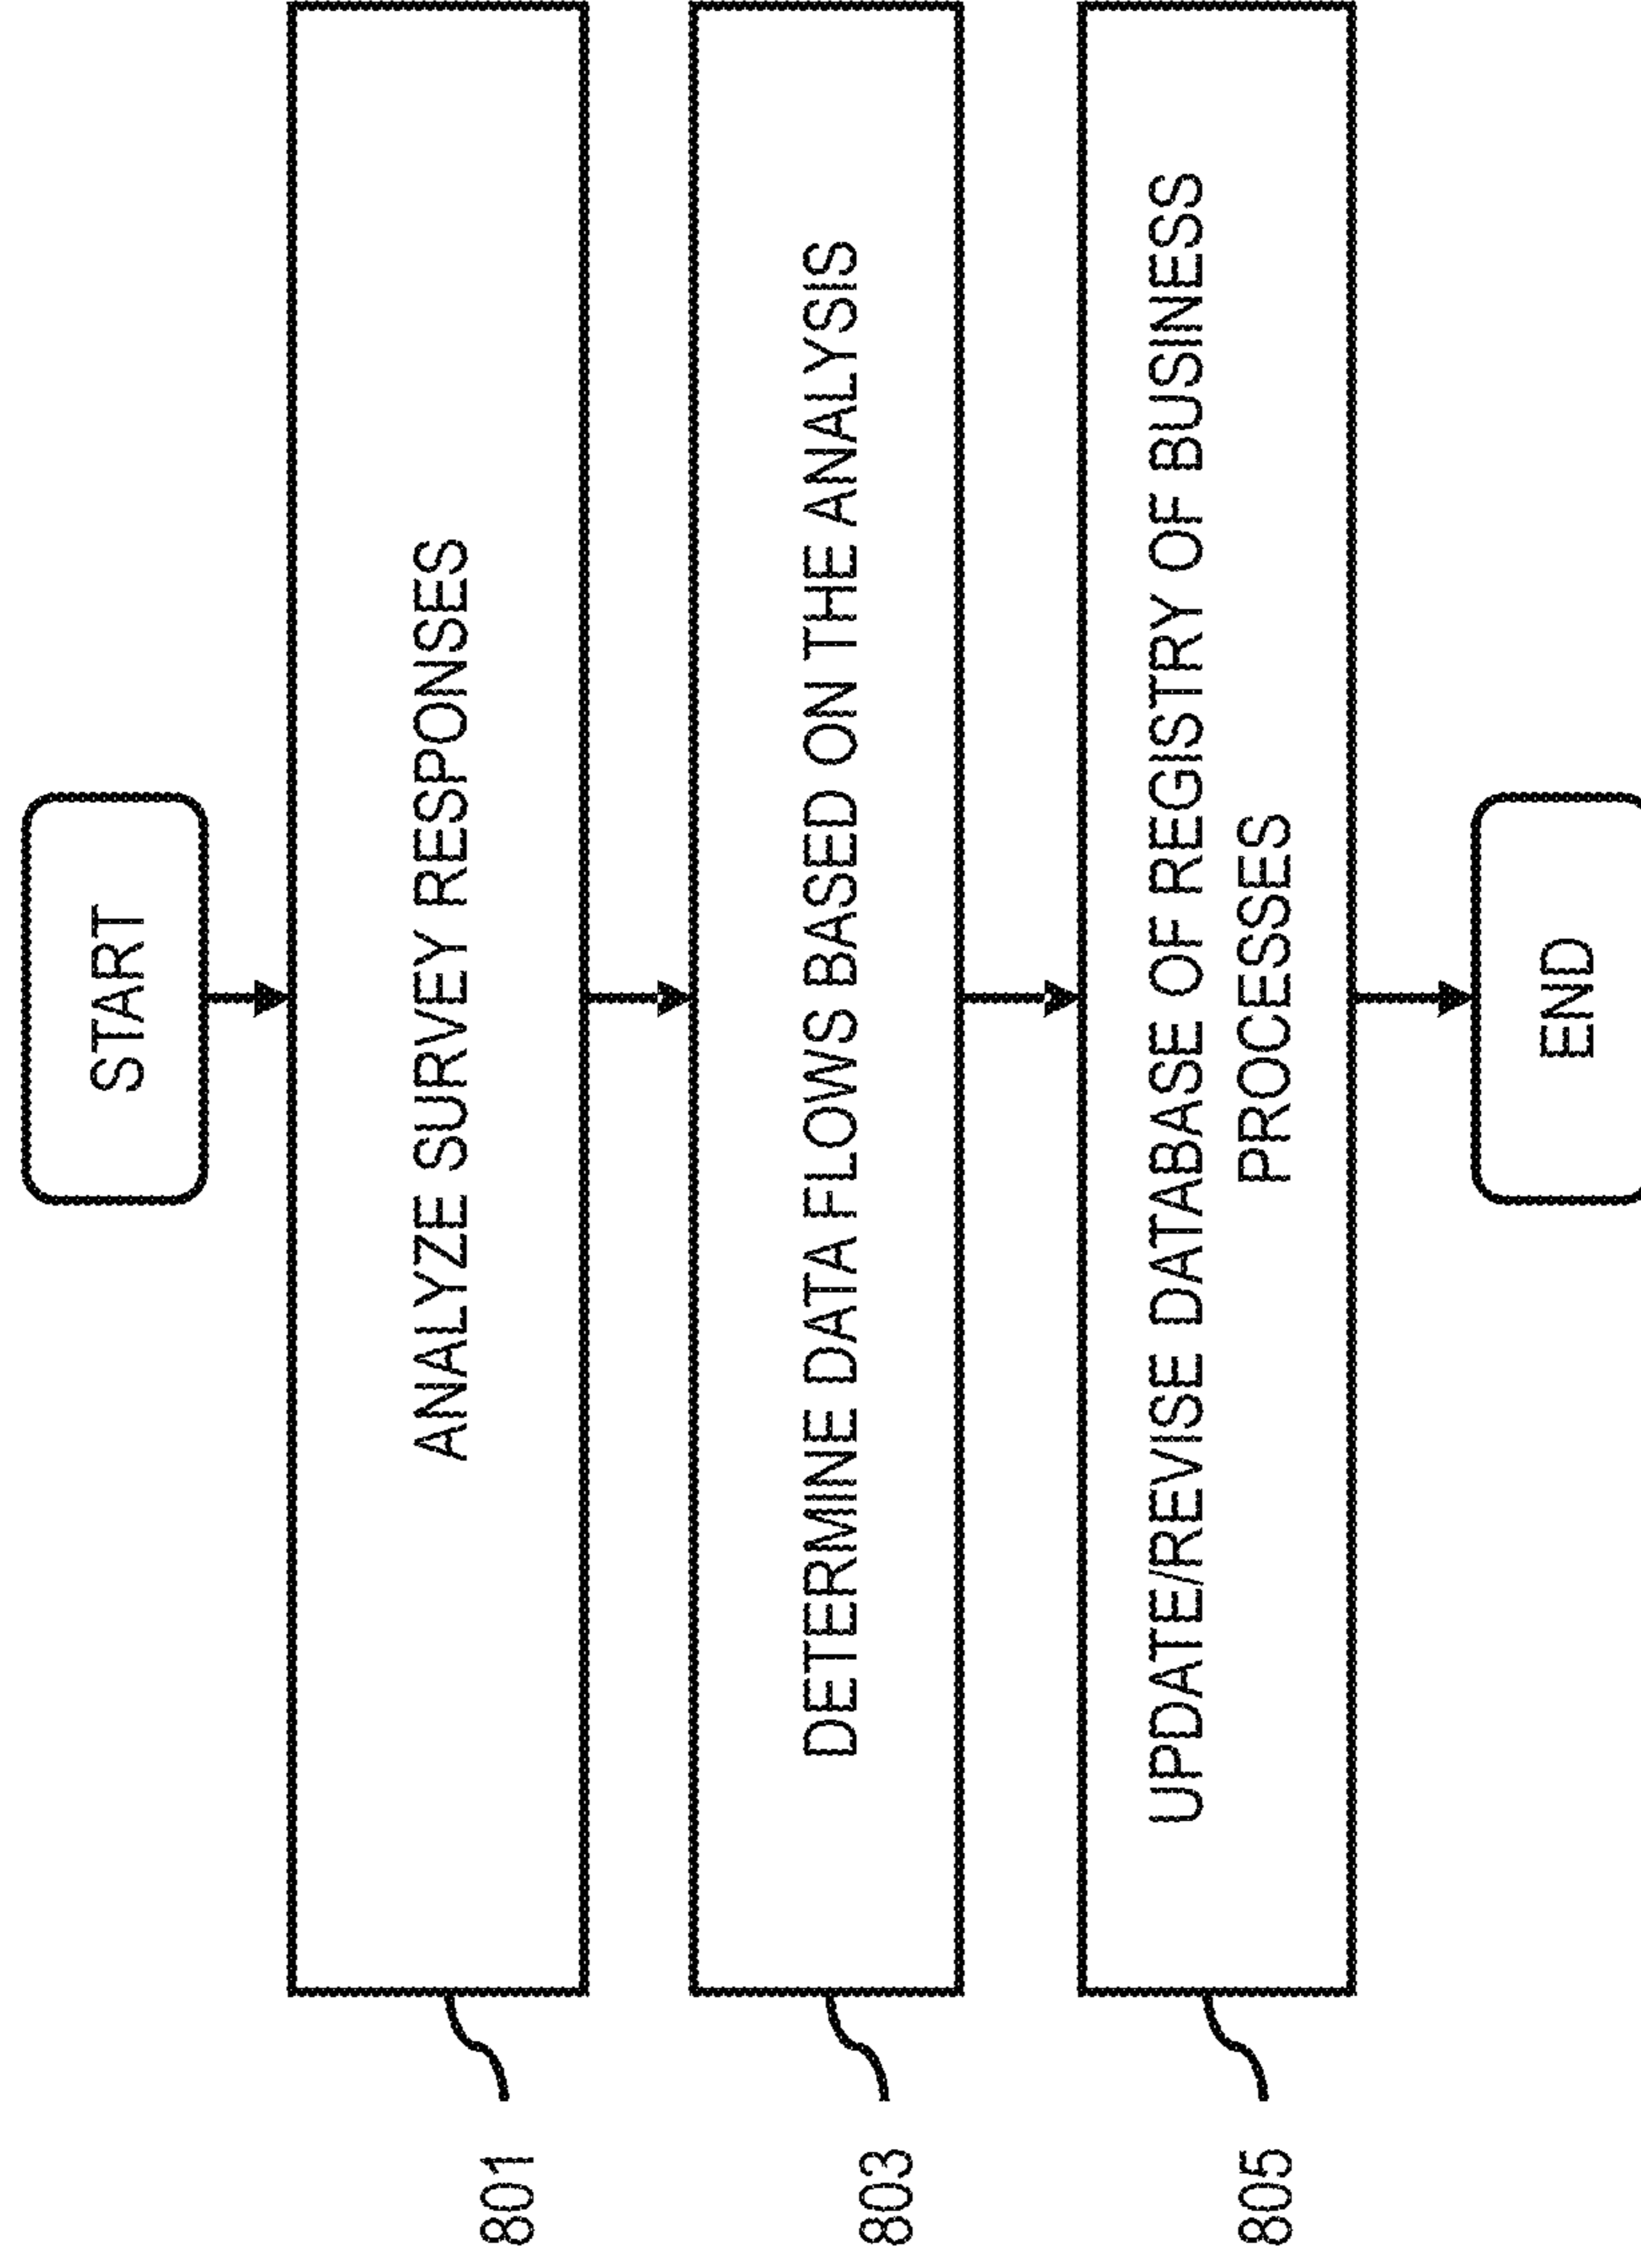 START
801
ANALYZE SURVEY RESPONSES
803
DETERMINE DATA FLOWS BASED ON THE ANALYSIS
805
UPDATE/REVISE DATABASE OF REGISTRY OF BUSINESS
PROCESSES
END